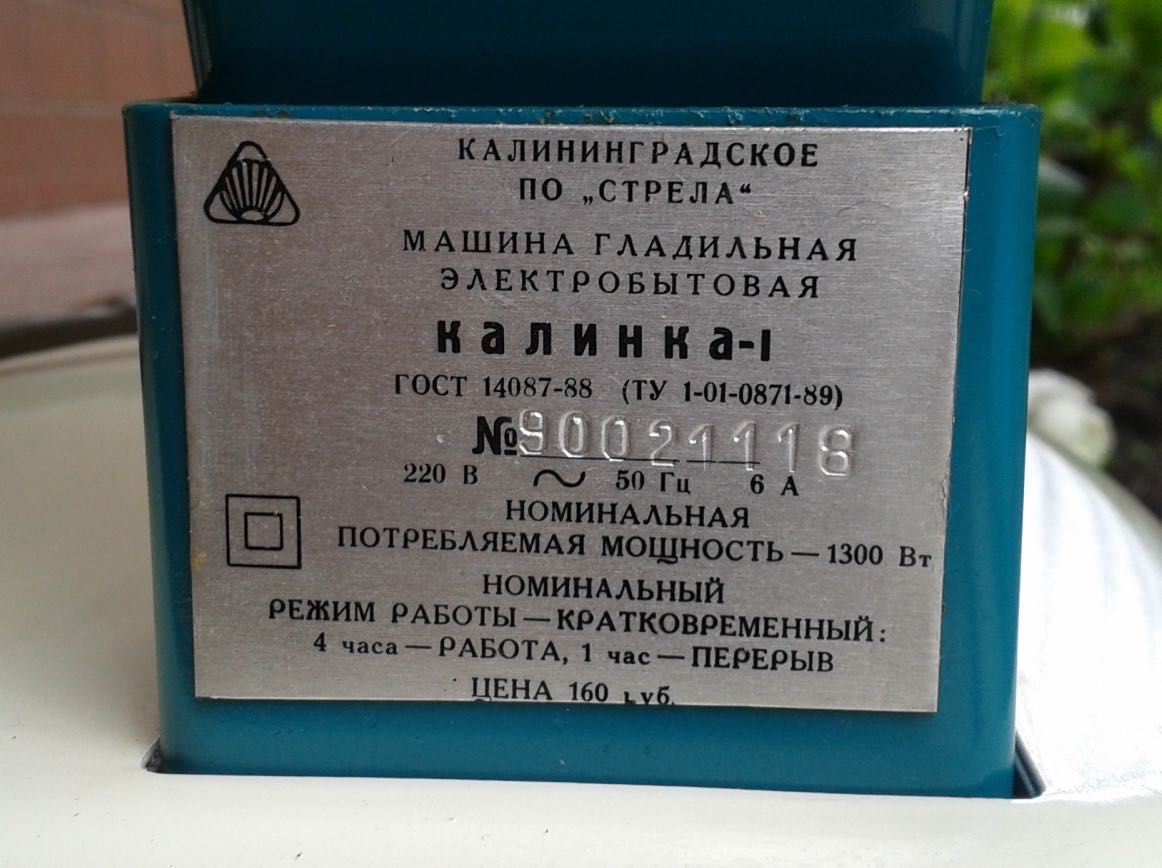 КАЛИНИНГРАДСКОЕ
ПО „СТРЕЛА“
МАШИНА ГЛАДИЛЬНАЯ
ЭЛЕКТРОБЫТОВАЯ
КАЛИНКА-1
ГОСТ 14087-88 (ТУ 1-01-0871-89)
№90021118
220 В ~ 50 Гц 6 А
НОМИНАЛЬНАЯ
ПОТРЕБЛЯЕМАЯ МОЩНОСТЬ — 1300 Вт
НОМИНАЛЬНЫЙ
РЕЖИМ РАБОТЫ — КРАТКОВРЕМЕННЫЙ:
4 часа — РАБОТА, 1 час — ПЕРЕРЫВ
ЦЕНА 160 руб.